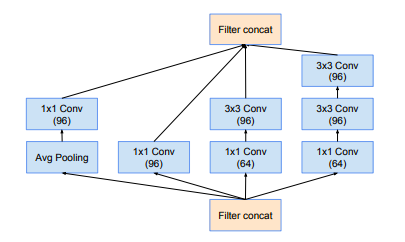 Filter concat
3x3 Conv
(96)
1x1 Conv
(96)
3x3 Conv
(96)
3x3 Conv
(96)
Avg Pooling
1x1 Conv
(96)
1x1 Conv
(64)
1x1 Conv
(64)
Filter concat